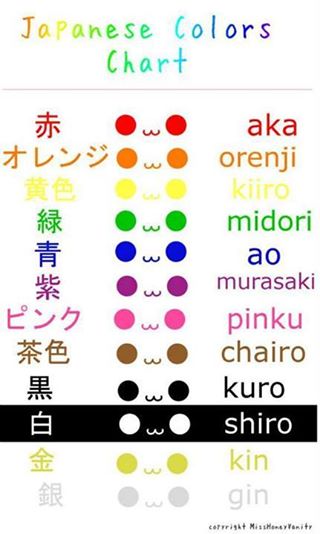 Japanese Colors
Chart
赤 ●ω● aka
オレンジ ●ω● orenji
黄色 ●ω● kiiro
緑 ●ω● midori
青 ●ω● ao
紫 ●ω● murasaki
ピンク ●ω● pinku
茶色 ●ω● chairo
黒 ●ω● kuro
白 ●ω● shiro
金 ●ω● kin
銀 ●ω● gin
copyright MissHoneyVanity